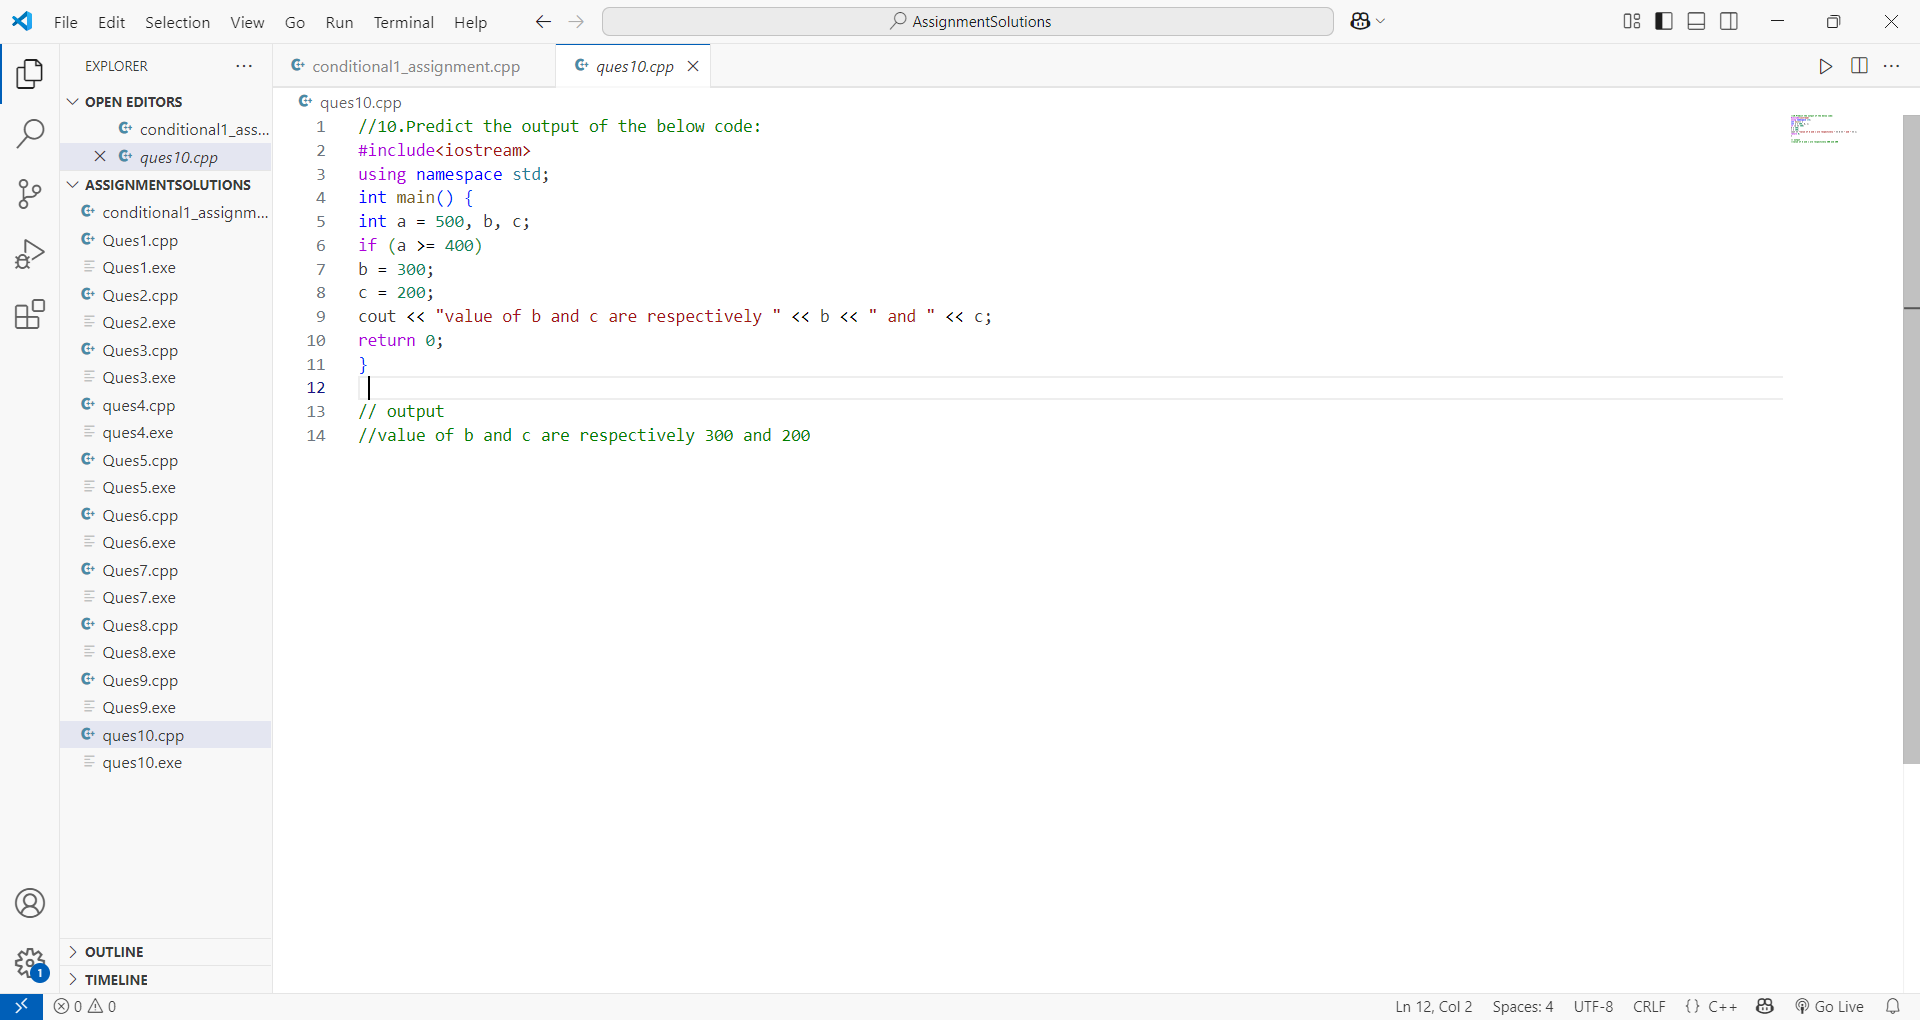 File Edit Selection View Go Run Terminal Help
AssignmentSolutions
EXPLORER
OPEN EDITORS
conditional1_ass...
ques10.cpp
ASSIGNMENTSOLUTIONS
conditional1_assignm...
Ques1.cpp
Ques1.exe
Ques2.cpp
Ques2.exe
Ques3.cpp
Ques3.exe
ques4.cpp
ques4.exe
Ques5.cpp
Ques5.exe
Ques6.cpp
Ques6.exe
Ques7.cpp
Ques7.exe
Ques8.cpp
Ques8.exe
Ques9.cpp
Ques9.exe
ques10.cpp
ques10.exe
OUTLINE
TIMELINE
conditional1_assignment.cpp ques10.cpp
ques10.cpp
1 //10.Predict the output of the below code:
2 #include<iostream>
3 using namespace std;
4 int main() {
5 int a = 500, b, c;
6 if (a >= 400)
7 b = 300;
8 c = 200;
9 cout << "value of b and c are respectively " << b << " and " << c;
10 return 0;
11 }
12
13 // output
14 //value of b and c are respectively 300 and 200
1
0 0 Ln 12, Col 2 Spaces: 4 UTF-8 CRLF {} C++ Go Live